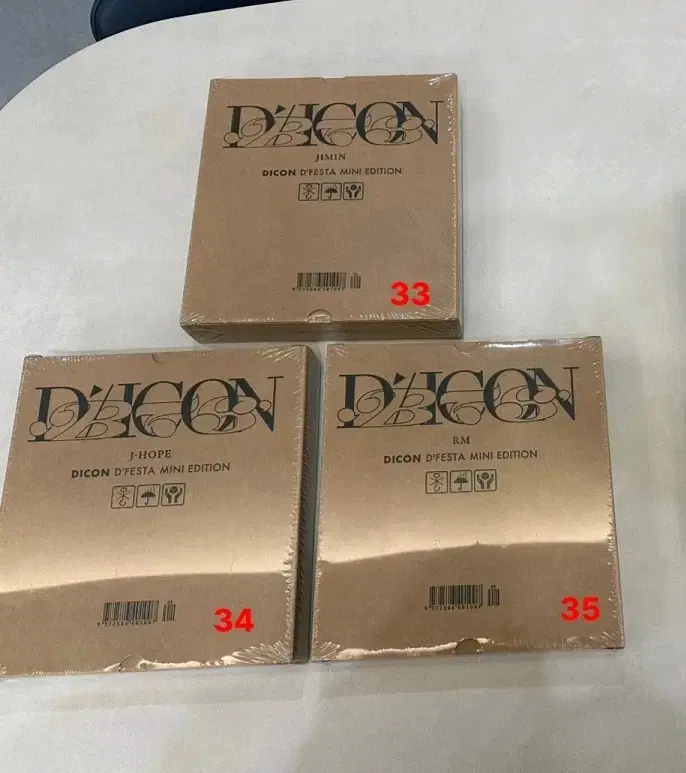 D'ICON
JIMIN
DICON D'FESTA MINI EDITION
33
D'ICON
J-HOPE
DICON D'FESTA MINI EDITION
34
D'ICON
RM
DICON D'FESTA MINI EDITION
35